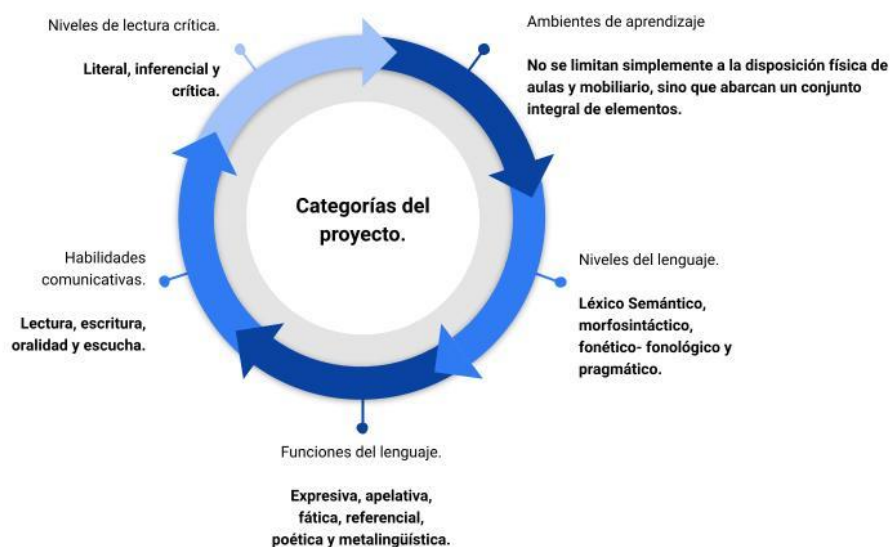 Niveles de lectura crítica.
Literal, inferencial y
crítica.
Ambientes de aprendizaje
No se limitan simplemente a la disposición física de
aulas y mobiliario, sino que abarcan un conjunto
integral de elementos.
Categorías del
proyecto.
Habilidades
comunicativas.
Lectura, escritura,
oralidad y escucha.
Niveles del lenguaje.
Léxico Semántico,
morfosintáctico,
fonético- fonológico y
pragmático.
Funciones del lenguaje.
Expresiva, apelativa,
fática, referencial,
poética y metalingüística.